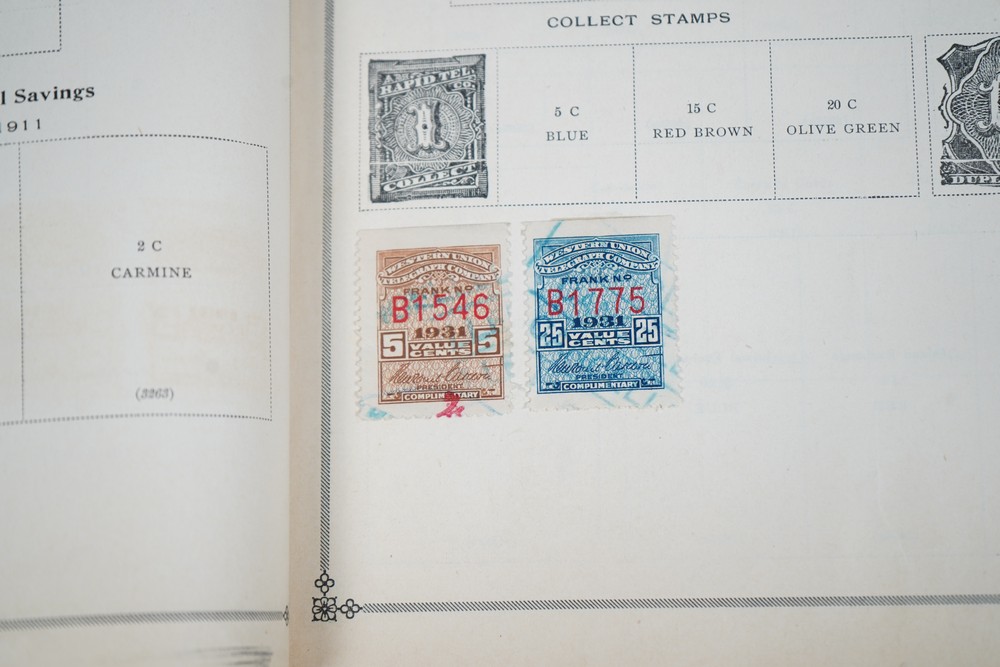 l Savings
1911
2 C
CARMINE
(3263)
COLLECT STAMPS
RAPID TEL.
CO.
1
COLLECT
5 C
BLUE
15 C
RED BROWN
20 C
OLIVE GREEN
DUPL
WESTERN UNION
TELEGRAPH COMPANY
FRANK No
B1546
1931
5 VALUE 5
CENTS
PRESIDENT
COMPLIMENTARY
WESTERN UNION
TELEGRAPH COMPANY
FRANK No
B1775
1931
25 VALUE 25
CENTS
PRESIDENT
COMPLIMENTARY